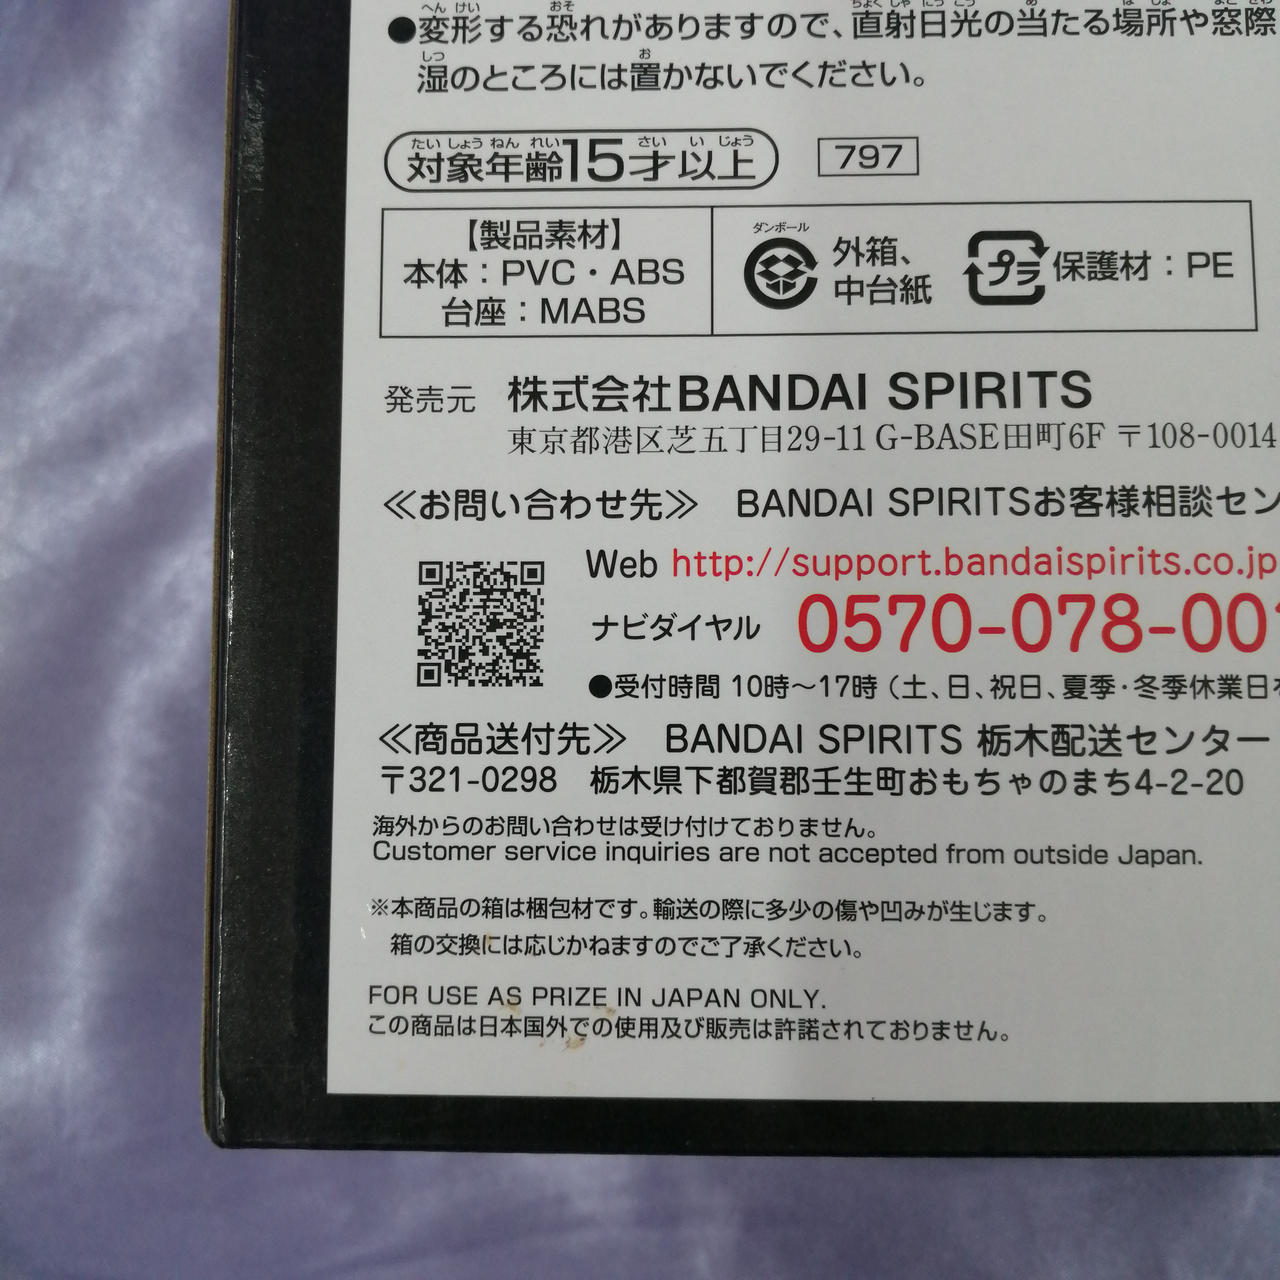 ●変形する恐れがありますので、直射日光の当たる場所や窓際
湿のところには置かないでください。
対象年齢15才以上 797
【製品素材】
本体：PVC・ABS
台座：MABS
ダンボール
外箱、
中台紙
プラ 保護材：PE
発売元 株式会社BANDAI SPIRITS
東京都港区芝五丁目29-11 G-BASE田町6F 〒108-0014
≪お問い合わせ先≫ BANDAI SPIRITSお客様相談セン
Web http://support.bandaispirits.co.jp
ナビダイヤル 0570-078-001
●受付時間 10時～17時（土、日、祝日、夏季・冬季休業日を
≪商品送付先≫ BANDAI SPIRITS 栃木配送センター
〒321-0298 栃木県下都賀郡壬生町おもちゃのまち4-2-20
海外からのお問い合わせは受け付けておりません。
Customer service inquiries are not accepted from outside Japan.
※本商品の箱は梱包材です。輸送の際に多少の傷や凹みが生じます。
箱の交換には応じかねますのでご了承ください。
FOR USE AS PRIZE IN JAPAN ONLY.
この商品は日本国外での使用及び販売は許諾されておりません。